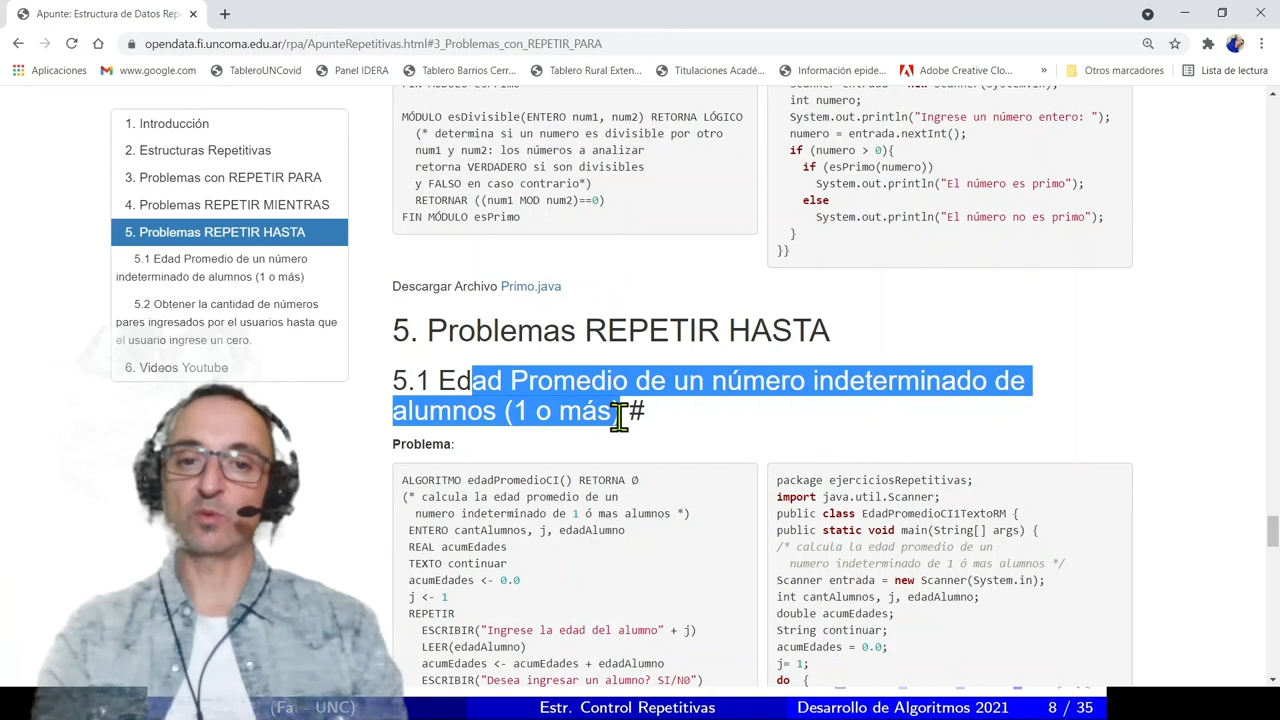 Apunte: Estructura de Datos Rep
opendata.fi.uncoma.edu.ar/rpa/ApunteRepetitivas.html#3_Problemas_con_REPETIR_PARA
Aplicaciones www.google.com TableroUNCovid Panel IDERA Tablero Barrios Cerr... Tablero Rural Exten... Titulaciones Acadé... Información epide... Adobe Creative Clo... » Otros marcadores Lista de lectura
1. Introducción
2. Estructuras Repetitivas
3. Problemas con REPETIR PARA
4. Problemas REPETIR MIENTRAS
5. Problemas REPETIR HASTA
5.1 Edad Promedio de un número
indeterminado de alumnos (1 o más)
5.2 Obtener la cantidad de números
pares ingresados por el usuarios hasta que
el usuario ingrese un cero.
6. Videos Youtube
FIN MÓDULO esPrimo
MÓDULO esDivisible(ENTERO num1, num2) RETORNA LÓGICO
(* determina si un numero es divisible por otro
num1 y num2: los números a analizar
retorna VERDADERO si son divisibles
y FALSO en caso contrario*)
RETORNAR ((num1 MOD num2)==0)
FIN MÓDULO esPrimo
Scanner entrada = new Scanner(System.in);
int numero;
System.out.println("Ingrese un número entero: ");
numero = entrada.nextInt();
if (numero > 0){
if (esPrimo(numero))
System.out.println("El número es primo");
else
System.out.println("El número no es primo");
}
}}
Descargar Archivo Primo.java
5. Problemas REPETIR HASTA
5.1 Edad Promedio de un número indeterminado de
alumnos (1 o más) #
Problema:
ALGORITMO edadPromedioCI() RETORNA Ø
(* calcula la edad promedio de un
numero indeterminado de 1 ó mas alumnos *)
ENTERO cantAlumnos, j, edadAlumno
REAL acumEdades
TEXTO continuar
acumEdades <- 0.0
j <- 1
REPETIR
ESCRIBIR("Ingrese la edad del alumno" + j)
LEER(edadAlumno)
acumEdades <- acumEdades + edadAlumno
ESCRIBIR("Desea ingresar un alumno? SI/NO")
package ejerciciosRepetitivas;
import java.util.Scanner;
public class EdadPromedioCI1TextoRM {
public static void main(String[] args) {
/* calcula la edad promedio de un
numero indeterminado de 1 ó mas alumnos */
Scanner entrada = new Scanner(System.in);
int cantAlumnos, j, edadAlumno;
double acumEdades;
String continuar;
acumEdades = 0.0;
j= 1;
do {
(Fai - UNC) Estr. Control Repetitivas Desarrollo de Algoritmos 2021 8 / 35